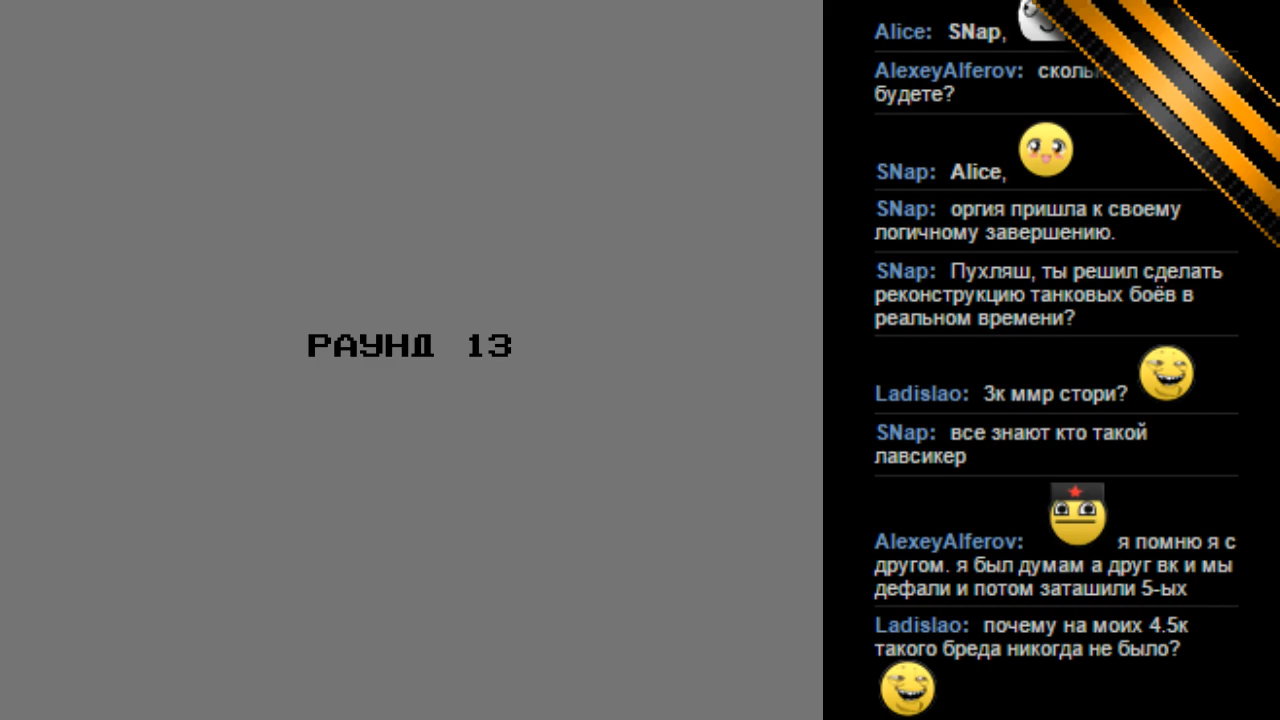 РАУНД 13
Alice: SNap,
AlexeyAlferov:
будете?
SNap: Alice,
SNap: оргия пришла к своему
логичному завершению.
SNap: Пухляш, ты решил сделать
реконструкцию танковых боёв в
реальном времени?
Ladislao: 3к ммр стори?
SNap: все знают кто такой
лавсикер
AlexeyAlferov: я помню я с
другом. я был думам а друг вк и мы
дефали и потом заташили 5-ых
Ladislao: почему на моих 4.5к
такого бреда никогда не было?